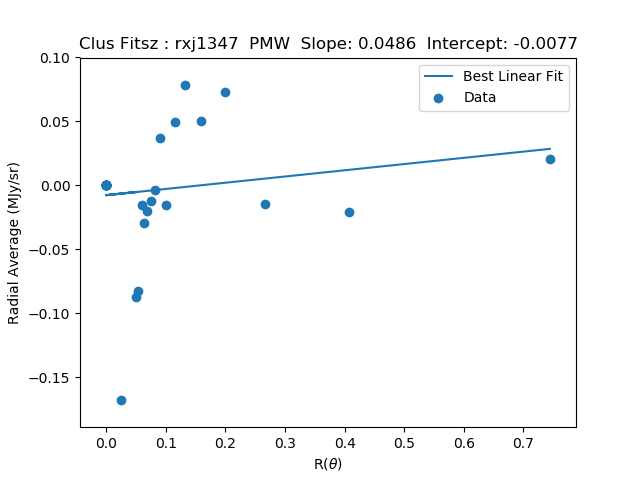 Clus Fitsz : rxj1347  PMW  Slope: 0.0486  Intercept: -0.0077
Best Linear Fit
Data
Radial Average (MJy/sr)
0.10
0.05
0.00
−0.05
−0.10
−0.15
0.0 0.1 0.2 0.3 0.4 0.5 0.6 0.7
R(θ)